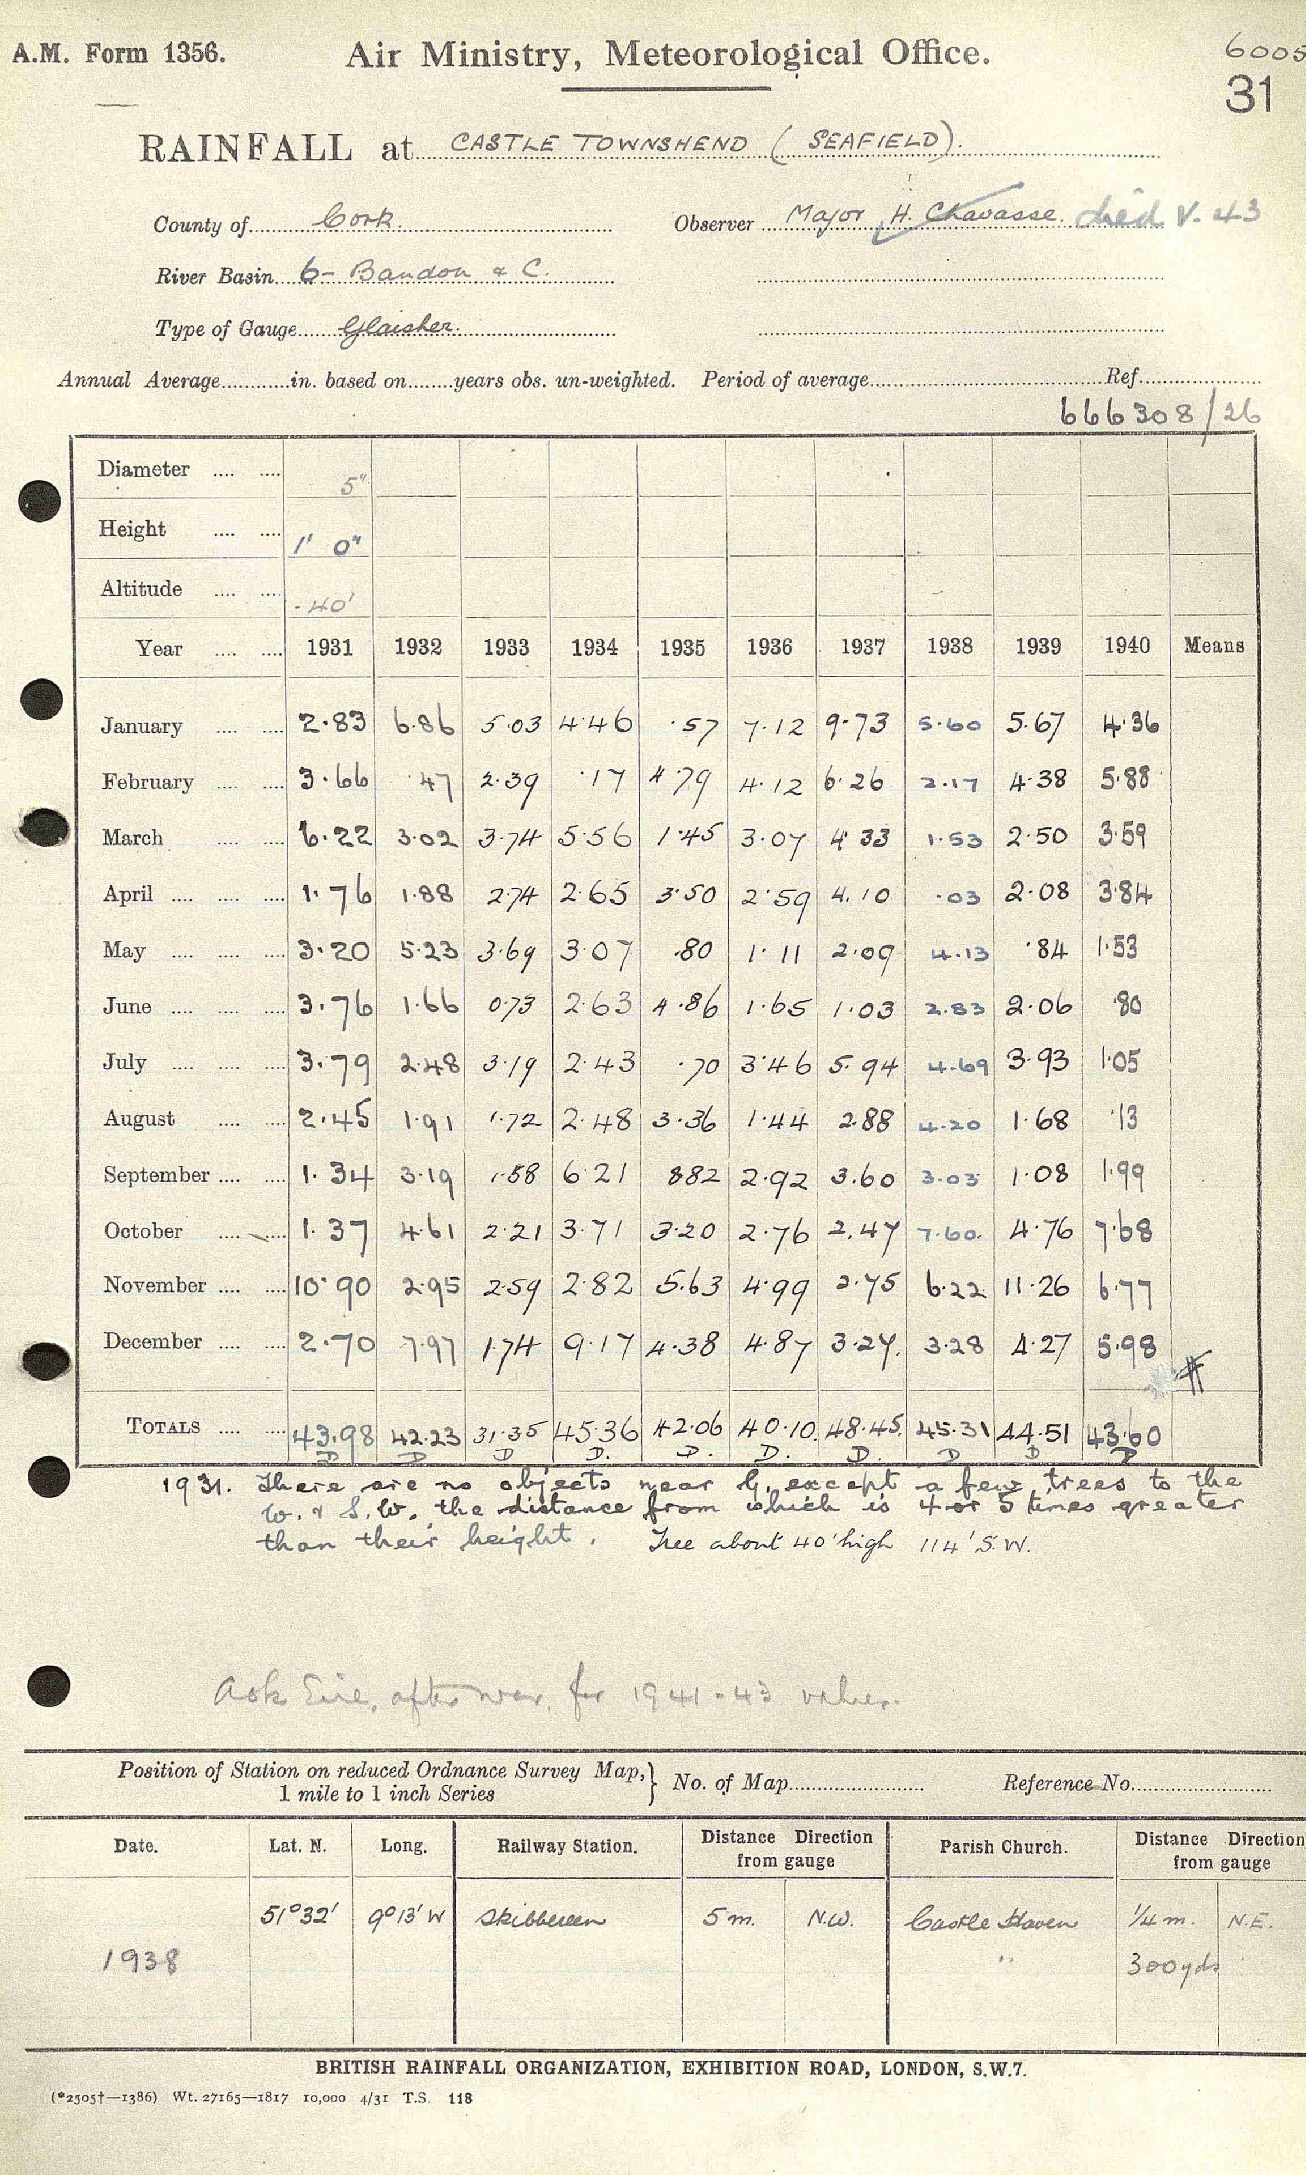 A.M. Form 1356.
Air Ministry, Meteorological Office.
6005
31
RAINFALL at CASTLE TOWNSHEND (SEAFIELD).
County of Cork. Observer Major H. Chavasse. died V. 43
River Basin 6- Bandon & C.
Type of Gauge Glaisher.
Annual Average in. based on years obs. un-weighted. Period of average Ref.
666308/26
Diameter 5"
Height 1' 0"
Altitude 40'
Year 1931 1932 1933 1934 1935 1936 1937 1938 1939 1940 Means
January 2.83 6.86 5.03 4.46 .57 7.12 9.73 5.60 5.67 4.36
February 3.66 .47 2.39 .17 4.79 4.12 6.26 2.17 4.38 5.88
March 6.22 3.02 3.74 5.56 1.45 3.07 4.33 1.53 2.50 3.59
April 1.76 1.88 2.74 2.65 3.50 2.59 4.10 .03 2.08 3.84
May 3.20 5.23 3.69 3.07 .80 1.11 2.09 4.13 .84 1.53
June 3.76 1.66 0.73 2.63 4.86 1.65 1.03 2.83 2.06 .80
July 3.79 2.48 3.19 2.43 .70 3.46 5.94 4.69 3.93 1.05
August 2.45 1.91 1.72 2.48 3.36 1.44 2.88 4.20 1.68 .13
September 1.34 3.19 1.58 6.21 8.82 2.92 3.60 3.03 1.08 1.99
October 1.37 4.61 2.21 3.71 3.20 2.76 2.47 7.60 4.76 7.68
November 10.90 2.95 2.59 2.82 5.63 4.99 2.75 6.22 11.26 6.77
December 2.70 7.97 1.74 9.17 4.38 4.87 3.27 3.28 4.27 5.98
#
TOTALS 43.98 42.23 31.35 45.36 42.06 40.10 48.45 45.31 44.51 43.60
D D D D. D. D. D. D D D
1931. There are no objects near G. except a few trees to the
W. & S.W. the distance from which is 4 or 5 times greater
than their height. Tree about 40' high 114' S.W.
Ask Eire, after war, for 1941-43 values.
Position of Station on reduced Ordnance Survey Map,
1 mile to 1 inch Series
No. of Map Reference No.
Date. Lat. N. Long. Railway Station. Distance Direction from gauge Parish Church. Distance Direction from gauge
51°32' 9°13' W Skibbereen 5 m. N.W. Castle Haven 1/4 m. N.E.
1938 " 300 yds
BRITISH RAINFALL ORGANIZATION, EXHIBITION ROAD, LONDON, S.W.7.
(*2505†—1386) Wt. 27165—1817 10,000 4/31 T.S. 118